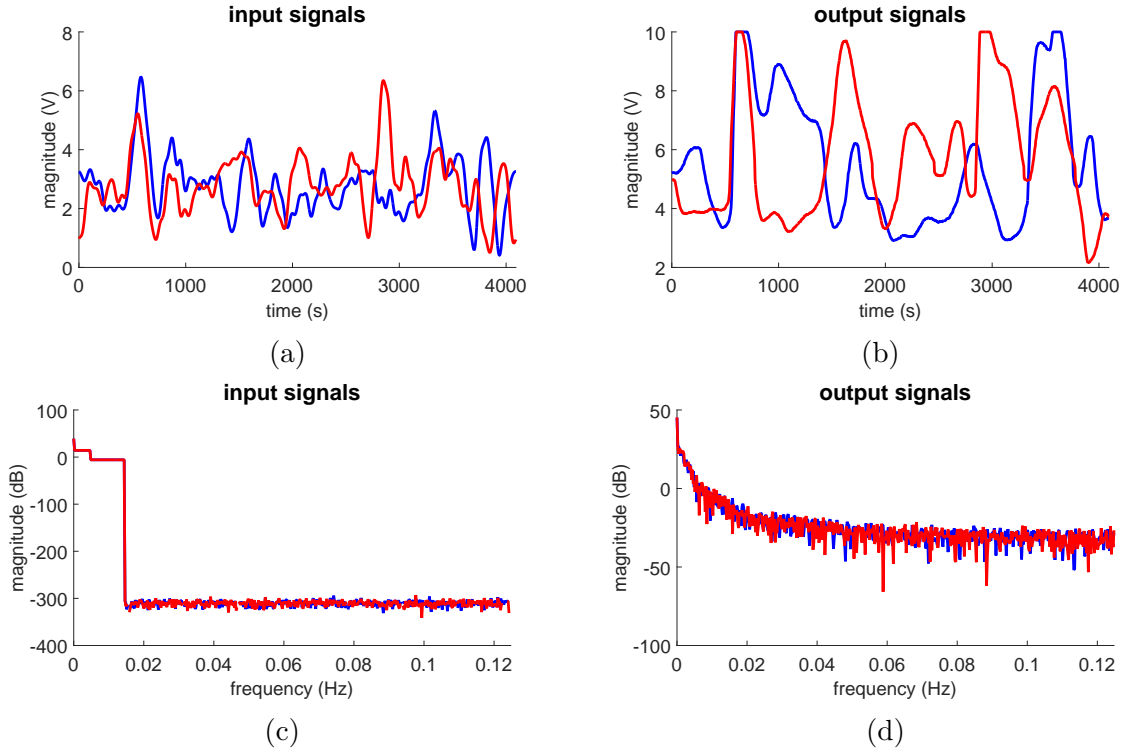 input signals
8
6
4
2
0
magnitude (V)
0
1000
2000
3000
4000
time (s)
(a)
output signals
10
8
6
4
2
magnitude (V)
0
1000
2000
3000
4000
time (s)
(b)
input signals
100
0
-100
-200
-300
-400
magnitude (dB)
0
0.02
0.04
0.06
0.08
0.1
0.12
frequency (Hz)
(c)
output signals
50
0
-50
-100
magnitude (dB)
0
0.02
0.04
0.06
0.08
0.1
0.12
frequency (Hz)
(d)